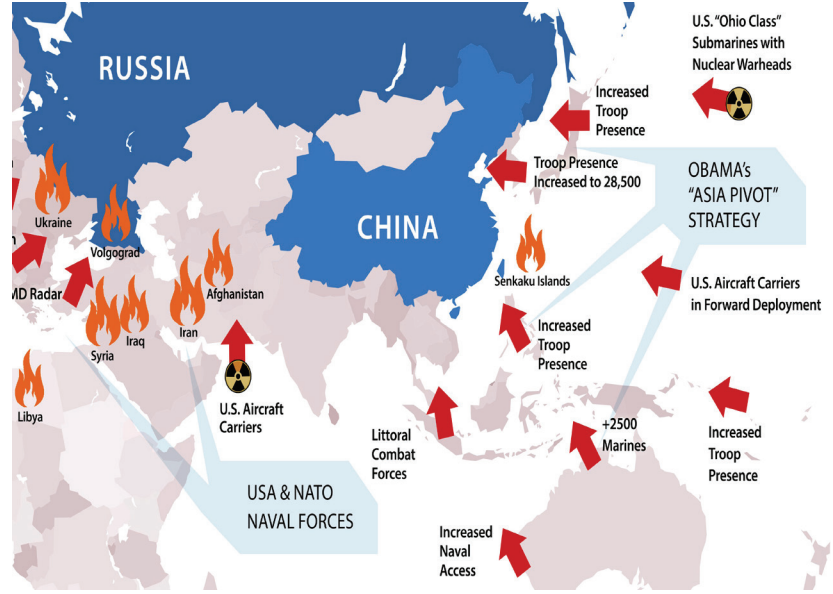 RUSSIA
CHINA
U.S. "Ohio Class"
Submarines with
Nuclear Warheads
Increased
Troop
Presence
Troop Presence
Increased to 28,500
OBAMA's
"ASIA PIVOT"
STRATEGY
Ukraine
Volgograd
MD Radar
Syria
Iraq
Iran
Afghanistan
Libya
Senkaku Islands
U.S. Aircraft Carriers
in Forward Deployment
Increased
Troop
Presence
U.S. Aircraft
Carriers
Littoral
Combat
Forces
+2500
Marines
Increased
Troop
Presence
USA & NATO
NAVAL FORCES
Increased
Naval
Access